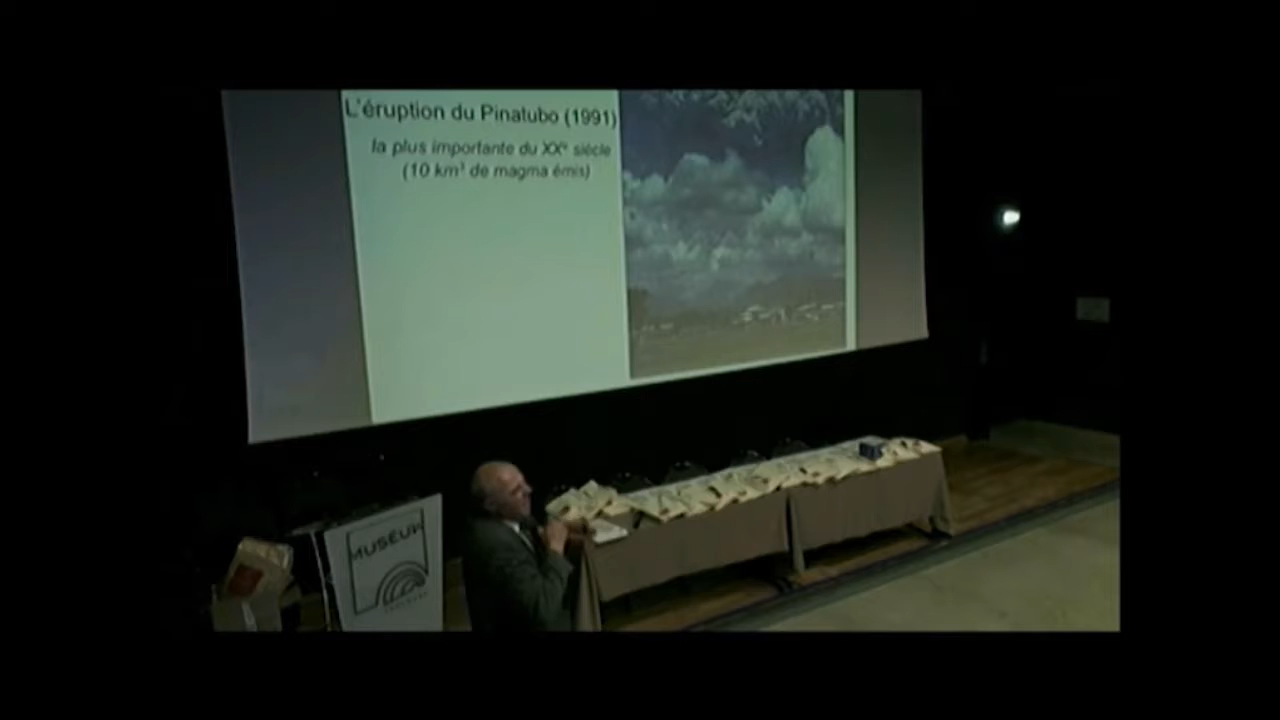 L'éruption du Pinatubo (1991)
la plus importante du XXᵉ siècle
(10 km³ de magma émis)
MUSEUM